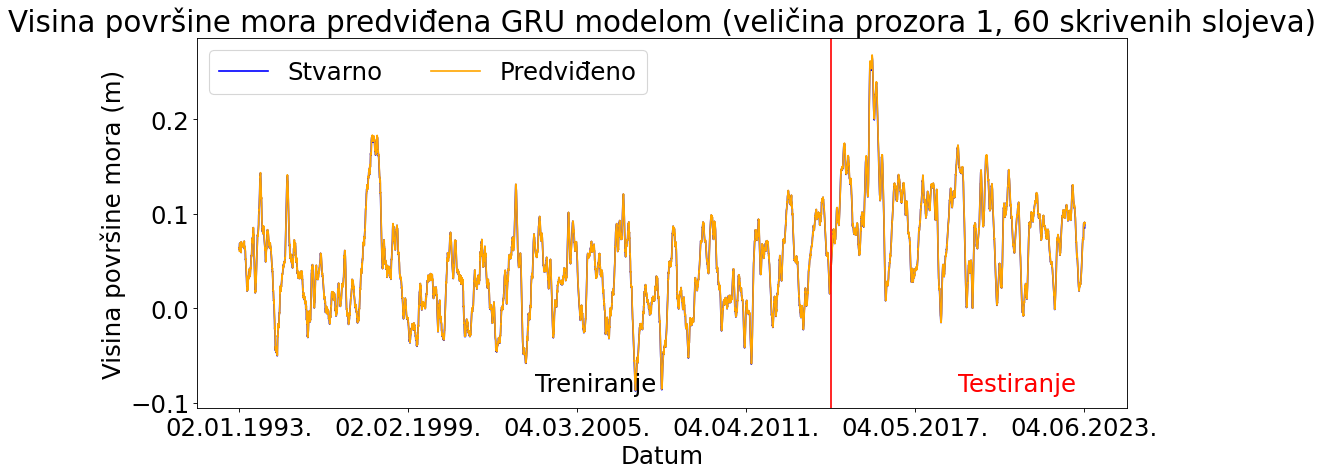 Visina površine mora predviđena GRU modelom (veličina prozora 1, 60 skrivenih slojeva)
Stvarno
Predviđeno
Visina površine mora (m)
0.2
0.1
0.0
−0.1
Treniranje
Testiranje
02.01.1993.
02.02.1999.
04.03.2005.
04.04.2011.
04.05.2017.
04.06.2023.
Datum